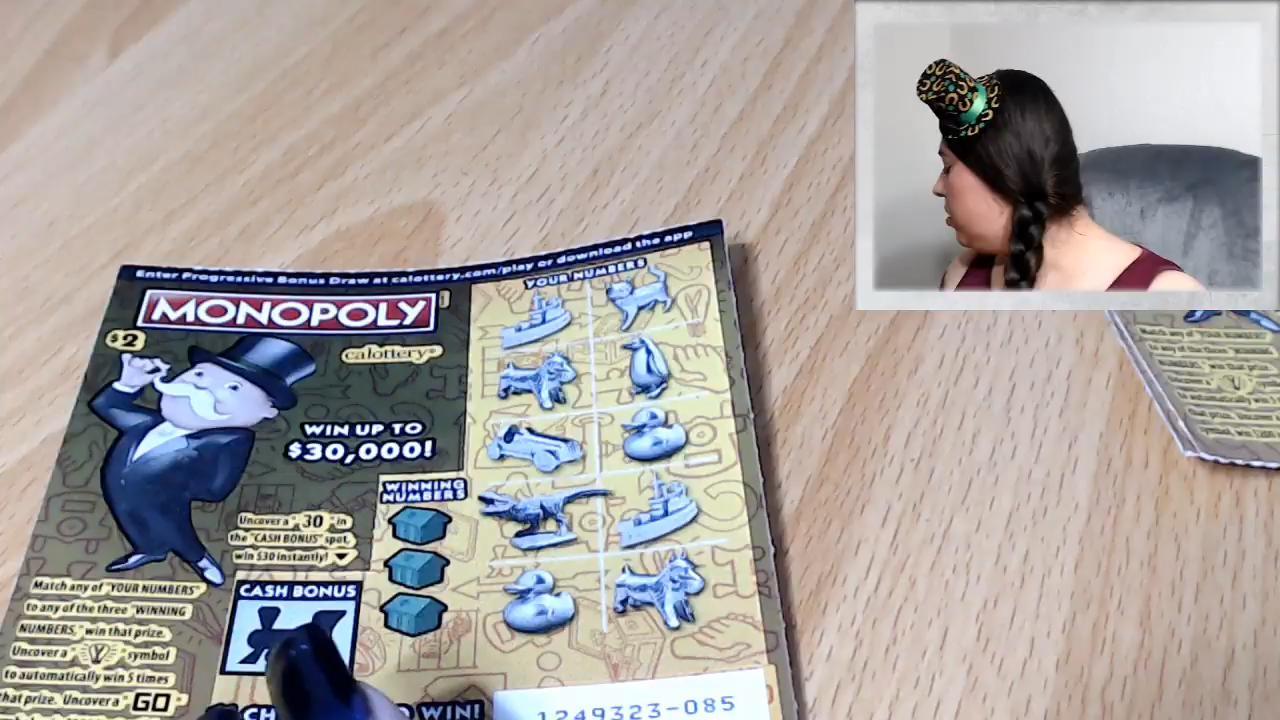 Enter Progressive Bonus Draw at calottery.com/play or download the app
MONOPOLY
$2
calottery
WIN UP TO
$30,000!
YOUR NUMBERS
WINNING
NUMBERS
Uncover a "30" in
the "CASH BONUS" spot,
win $30 instantly!
CASH BONUS
Match any of "YOUR NUMBERS"
to any of the three "WINNING
NUMBERS," win that prize.
Uncover a " " symbol
to automatically win 5 times
that prize. Uncover a "GO
WIN!
1249323-085